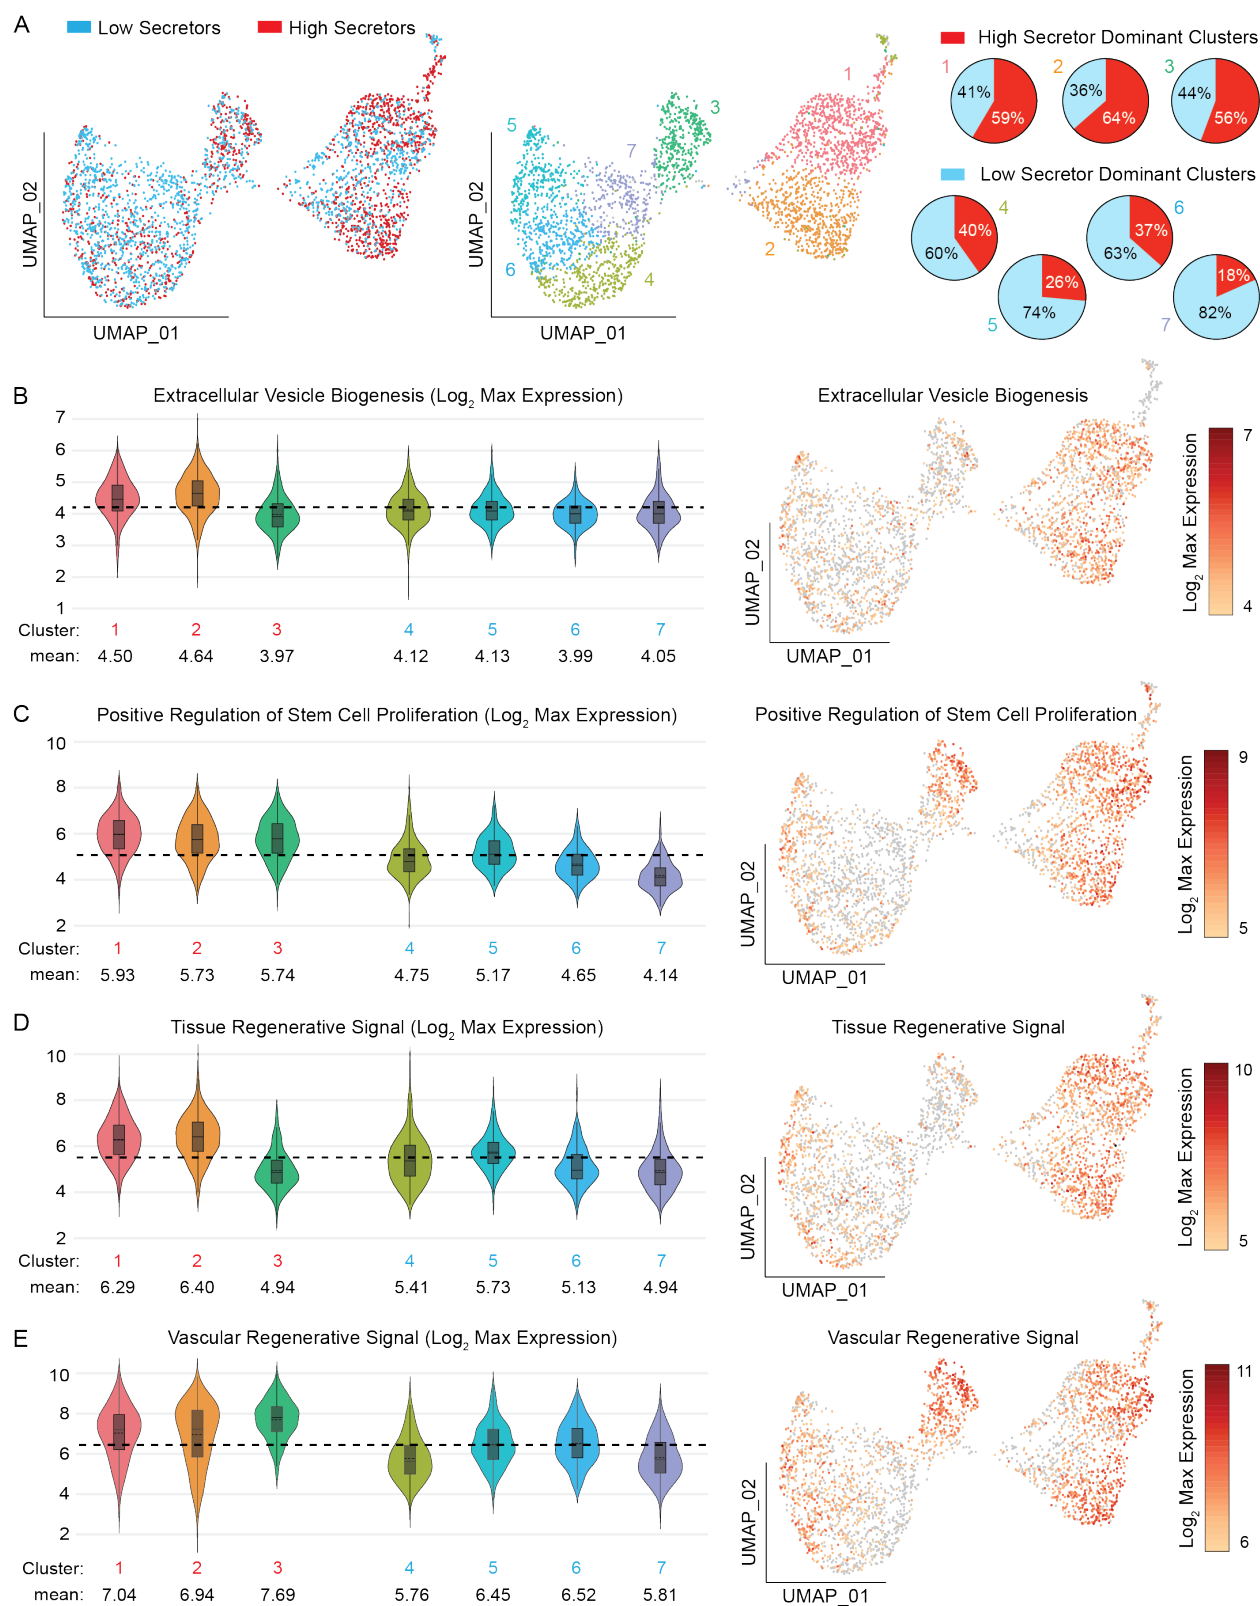 A
Low Secretors
High Secretors
UMAP_02
UMAP_01
UMAP_02
UMAP_01
1
2
3
4
5
6
7
High Secretor Dominant Clusters
1
41%
59%
2
36%
64%
3
44%
56%
Low Secretor Dominant Clusters
4
40%
60%
6
37%
63%
5
26%
74%
7
18%
82%
B
Extracellular Vesicle Biogenesis (Log2 Max Expression)
7
6
5
4
3
2
1
Cluster: 1 2 3 4 5 6 7
mean: 4.50 4.64 3.97 4.12 4.13 3.99 4.05
Extracellular Vesicle Biogenesis
UMAP_02
UMAP_01
Log2 Max Expression
7
4
C
Positive Regulation of Stem Cell Proliferation (Log2 Max Expression)
10
8
6
4
2
Cluster: 1 2 3 4 5 6 7
mean: 5.93 5.73 5.74 4.75 5.17 4.65 4.14
Positive Regulation of Stem Cell Proliferation
UMAP_02
UMAP_01
Log2 Max Expression
9
5
D
Tissue Regenerative Signal (Log2 Max Expression)
10
8
6
4
2
Cluster: 1 2 3 4 5 6 7
mean: 6.29 6.40 4.94 5.41 5.73 5.13 4.94
Tissue Regenerative Signal
UMAP_02
UMAP_01
Log2 Max Expression
10
5
E
Vascular Regenerative Signal (Log2 Max Expression)
10
8
6
4
2
Cluster: 1 2 3 4 5 6 7
mean: 7.04 6.94 7.69 5.76 6.45 6.52 5.81
Vascular Regenerative Signal
UMAP_02
UMAP_01
Log2 Max Expression
11
6